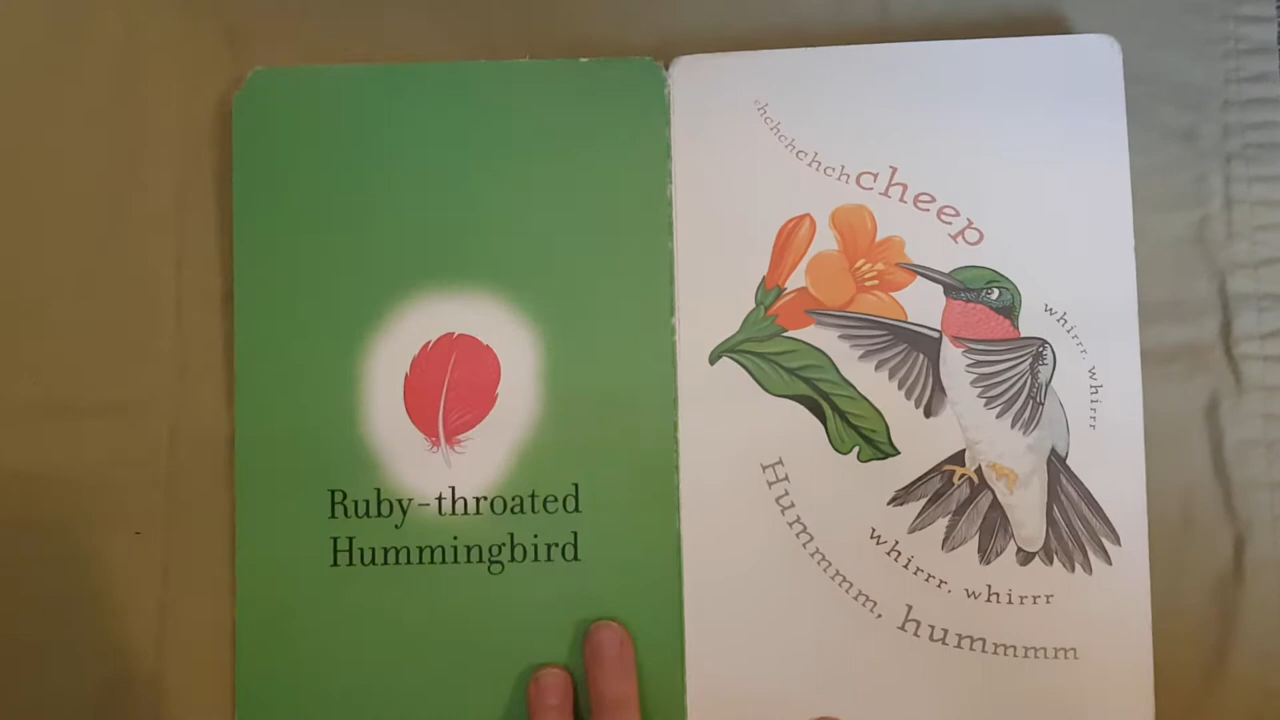 Ruby-throated
Hummingbird
chchchchchcheep
whirrr, whirrr
whirrr, whirrr
Hummmm, hummmm